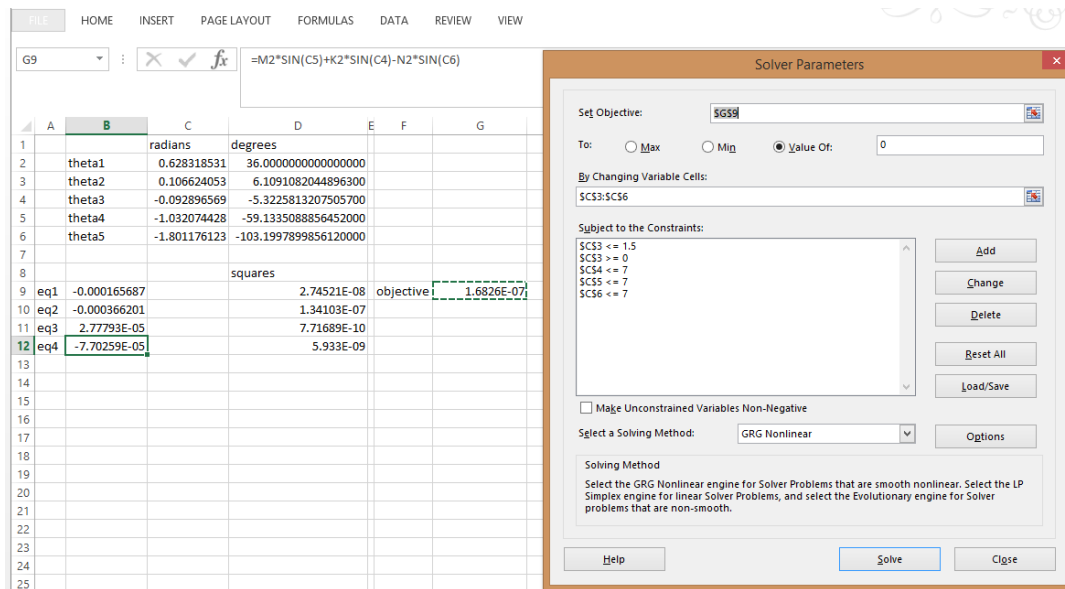 FILE HOME INSERT PAGE LAYOUT FORMULAS DATA REVIEW VIEW
G9 fx =M2*SIN(C5)+K2*SIN(C4)-N2*SIN(C6)
A B C D E F G
1 radians degrees
2 theta1 0.628318531 36.0000000000000000
3 theta2 0.106624053 6.1091082044896300
4 theta3 -0.092896569 -5.3225813207505700
5 theta4 -1.032074428 -59.1335088856452000
6 theta5 -1.801176123 -103.1997899856120000
7
8 squares
9 eq1 -0.000165687 2.74521E-08 objective 1.6826E-07
10 eq2 -0.000366201 1.34103E-07
11 eq3 2.77793E-05 7.71689E-10
12 eq4 -7.70259E-05 5.933E-09
13
14
15
16
17
18
19
20
21
22
23
24
25
Solver Parameters
Set Objective: $G$9
To: Max Min Value Of: 0
By Changing Variable Cells:
$C$3:$C$6
Subject to the Constraints:
$C$3 <= 1.5
$C$3 >= 0
$C$4 <= 7
$C$5 <= 7
$C$6 <= 7
Add
Change
Delete
Reset All
Load/Save
Make Unconstrained Variables Non-Negative
Select a Solving Method: GRG Nonlinear Options
Solving Method
Select the GRG Nonlinear engine for Solver Problems that are smooth nonlinear. Select the LP
Simplex engine for linear Solver Problems, and select the Evolutionary engine for Solver
problems that are non-smooth.
Help Solve Close